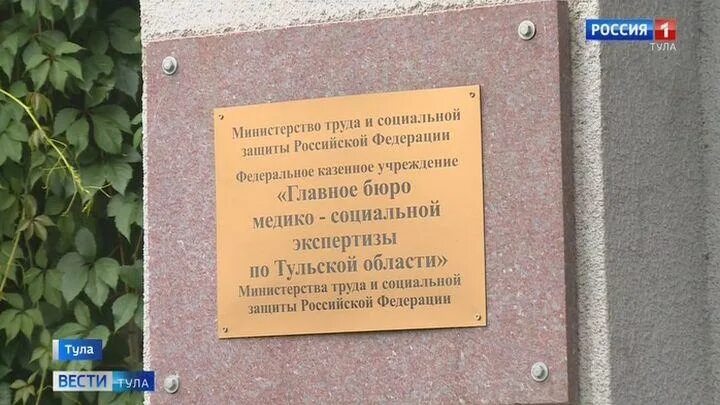 РОССИЯ 1
ТУЛА
Министерство труда и социальной
защиты Российской Федерации
Федеральное казенное учреждение
«Главное бюро
медико - социальной
экспертизы
по Тульской области»
Министерства труда и социальной
защиты Российской Федерации
Тула
ВЕСТИ ТУЛА